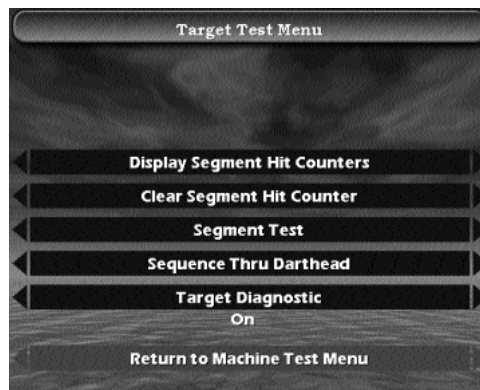 Target Test Menu
Display Segment Hit Counters
Clear Segment Hit Counter
Segment Test
Sequence Thru Darthead
Target Diagnostic
On
Return to Machine Test Menu